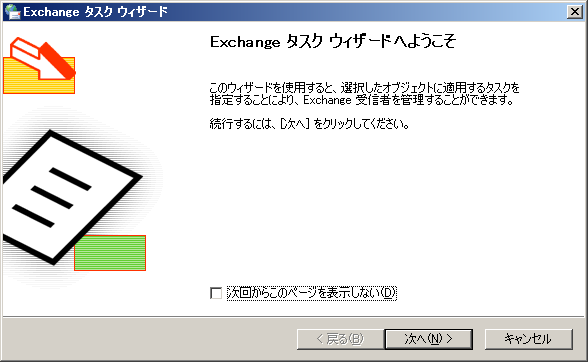 Exchange タスク ウィザード
Exchange タスク ウィザードへようこそ
このウィザードを使用すると、選択したオブジェクトに適用するタスクを
指定することにより、Exchange 受信者を管理することができます。
続行するには、[次へ] をクリックしてください。
次回からこのページを表示しない(D)
< 戻る(B)
次へ(N) >
キャンセル